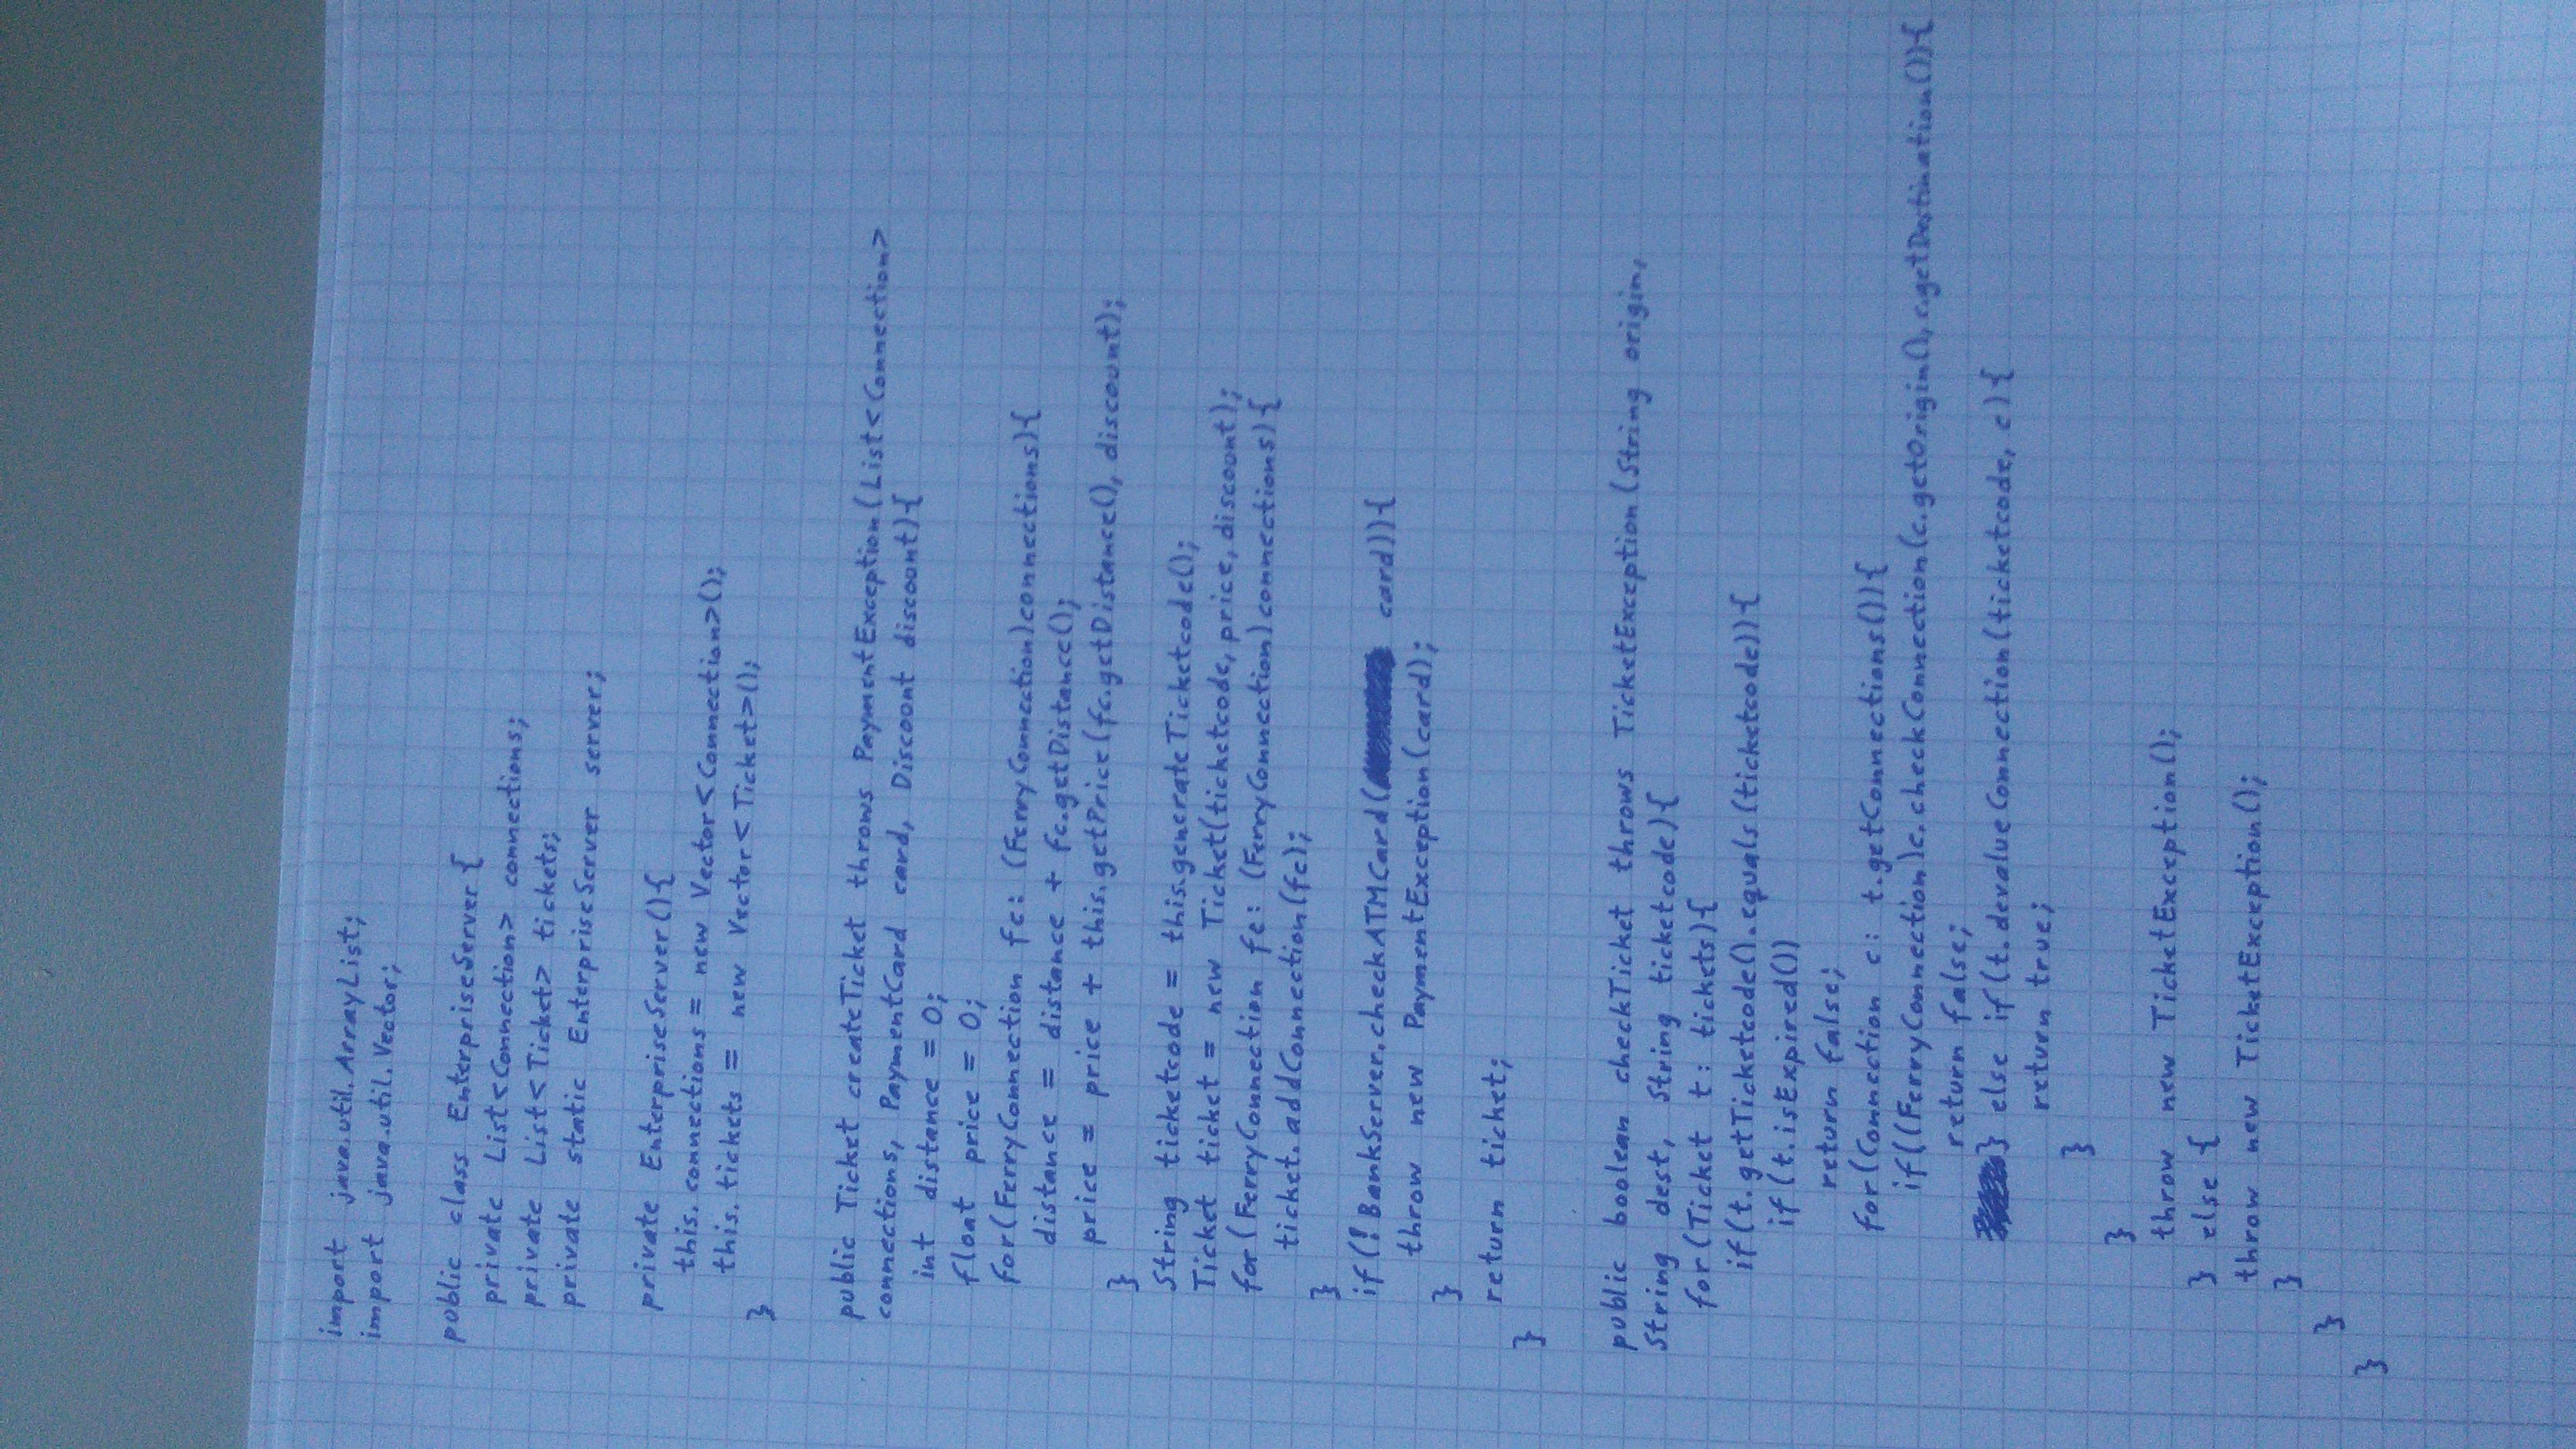 import java.util.ArrayList;
import java.util.Vector;
public class EnterpriseServer{
private List<Connection> connections;
private List<Ticket> tickets;
private static EnterpriseServer server;
private EnterpriseServer(){
this.connections = new Vector<Connection>();
this.tickets = new Vector<Ticket>();
}
public Ticket createTicket throws PaymentException(List<Connection>
connections, PaymentCard card, Discount discount){
int distance = 0;
float price = 0;
for(FerryConnection fc: (FerryConnection)connections){
distance = distance + fc.getDistance();
price = price + this.getPrice(fc.getDistance(), discount);
}
String ticketcode = this.generateTicketcode();
Ticket ticket = new Ticket(ticketcode, price, discount);
for(FerryConnection fc: (FerryConnection)connections){
ticket.addConnection(fc);
}
if(!BankServer.checkATMCard( card)){
throw new PaymentException(card);
}
return ticket;
}
public boolean checkTicket throws TicketException(String origin,
String dest, String ticketcode){
for(Ticket t: tickets){
if(t.getTicketcode().equals(ticketcode)){
if(t.isExpired())
return false;
for(Connection c: t.getConnections()){
if((FerryConnection)c.checkConnection(c.getOrigin(), c.getDestination()){
return false;
} else if(t.devalueConnection(ticketcode, c){
return true;
}
}
throw new TicketException();
} else {
throw new TicketException();
}
}
}